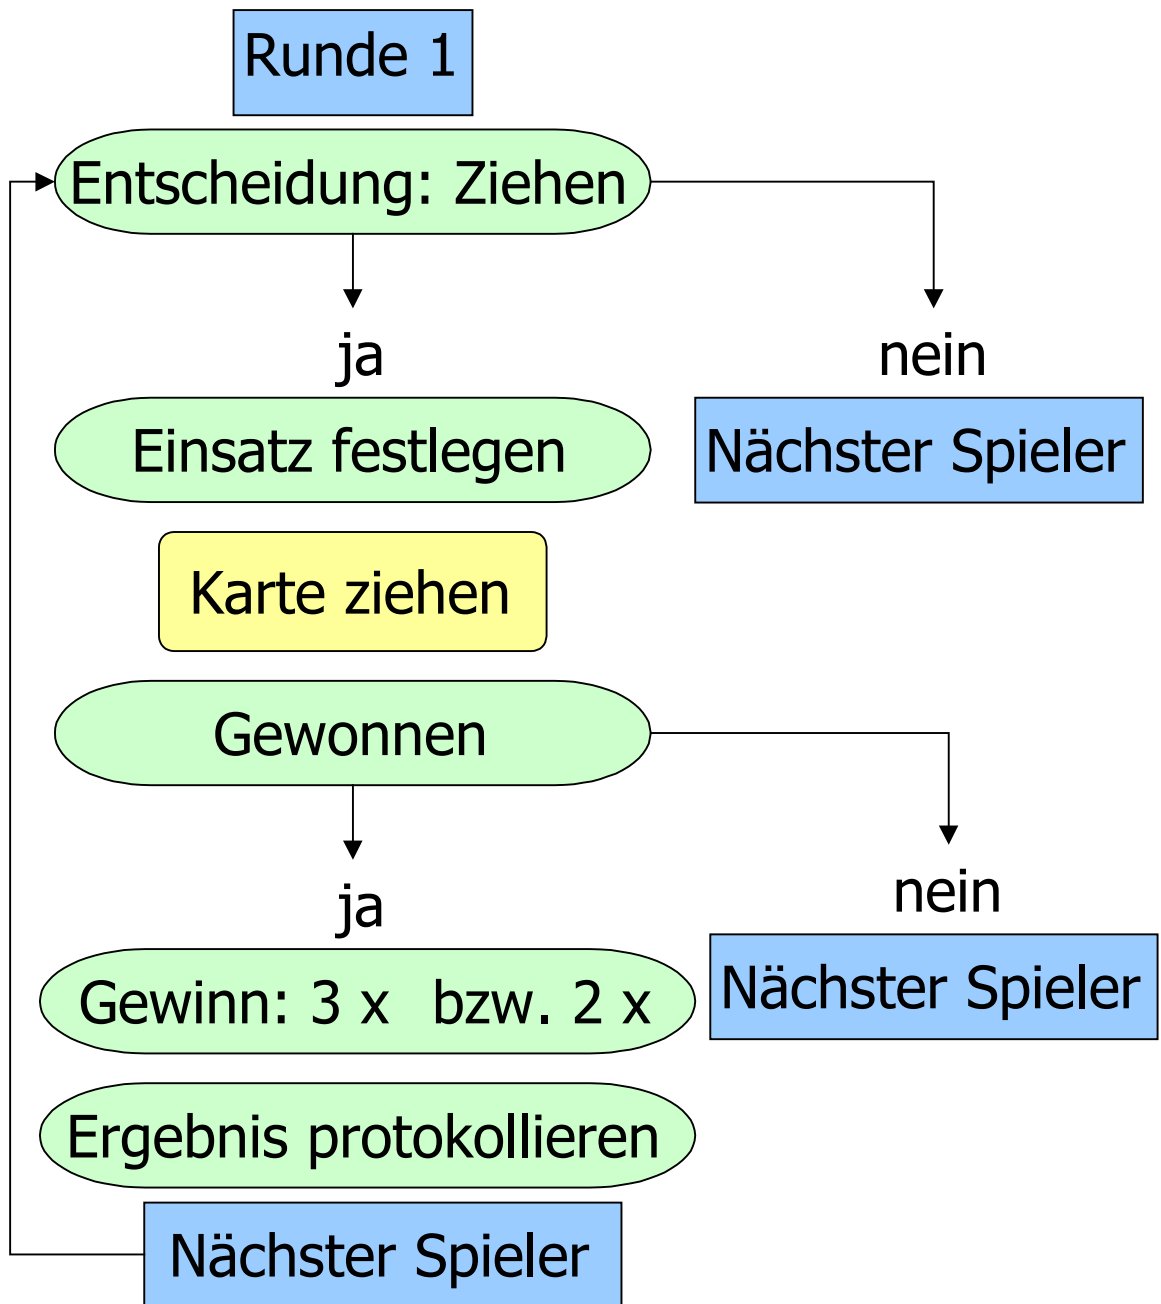 Runde 1
Entscheidung: Ziehen
ja
nein
Einsatz festlegen
Nächster Spieler
Karte ziehen
Gewonnen
ja
nein
Gewinn: 3 x bzw. 2 x
Nächster Spieler
Ergebnis protokollieren
Nächster Spieler